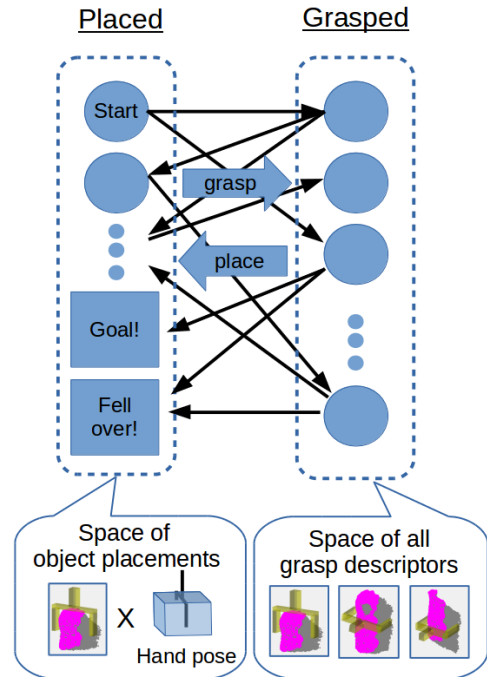 Placed
Grasped
Start
grasp
place
Goal!
Fell
over!
Space of
object placements
X
Hand pose
Space of all
grasp descriptors